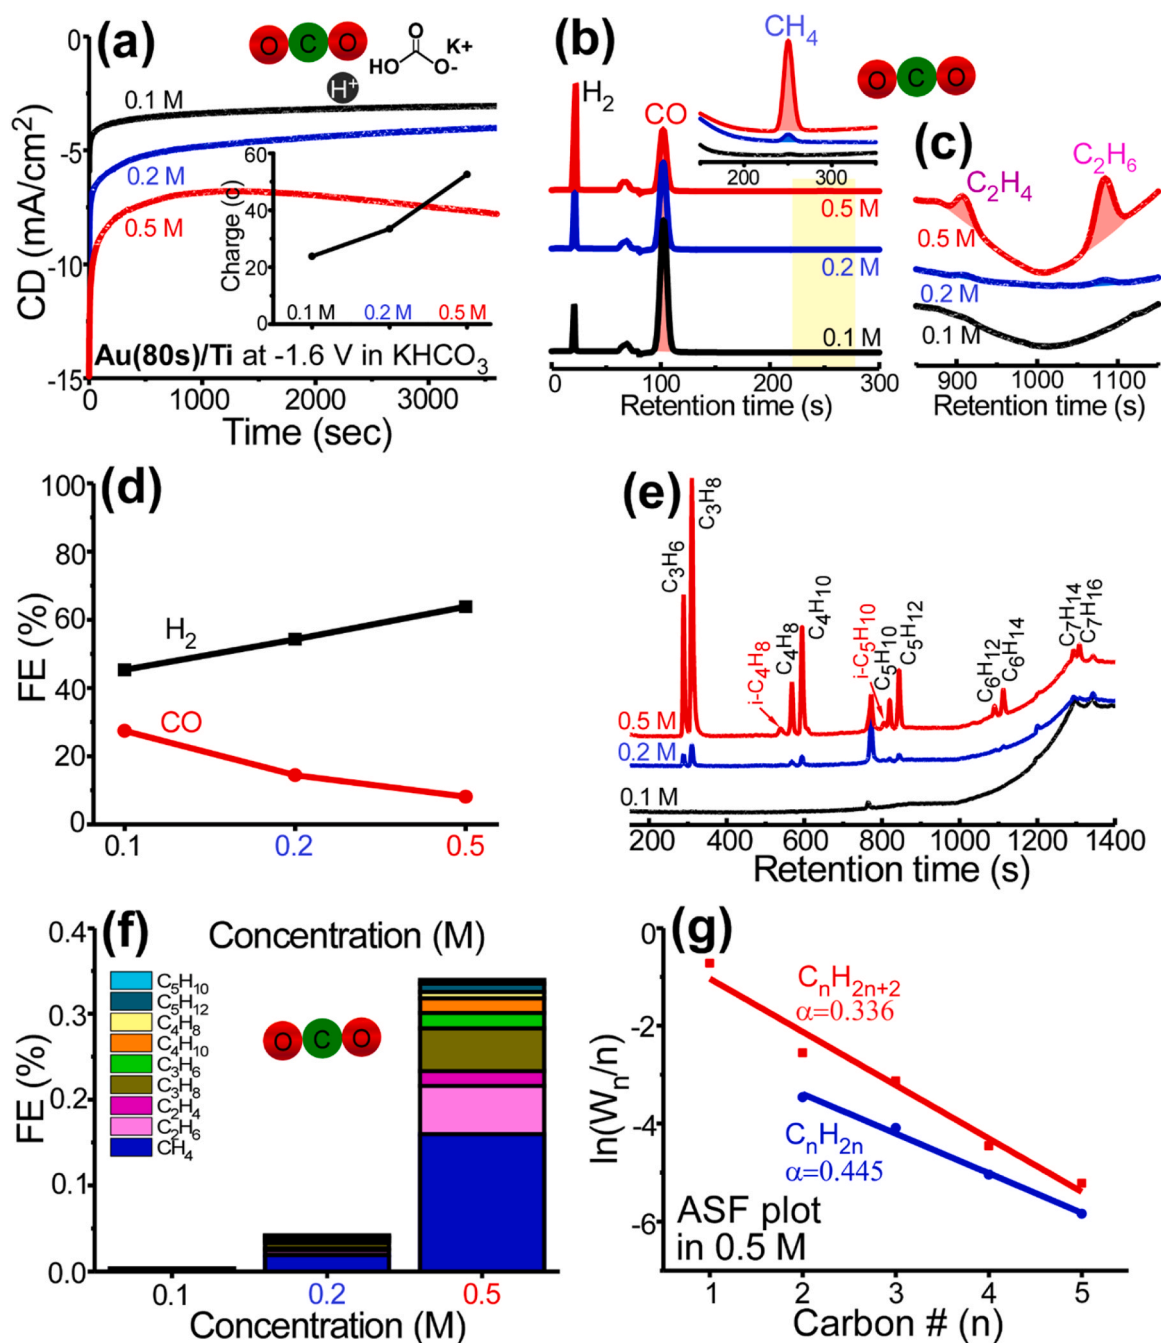 (a)
O C O
O
HO O-
K+
H+
0
-5
-10
-15
CD (mA/cm²)
0.1 M
0.2 M
0.5 M
60
40
20
0
Charge (c)
0.1 M 0.2 M 0.5 M
Au(80s)/Ti at -1.6 V in KHCO₃
0 1000 2000 3000
Time (sec)
(b)
H₂
CO
CH₄
O C O
200 300
0.5 M
0.2 M
0.1 M
0 100 200 300
Retention time (s)
(c)
C₂H₄
C₂H₆
0.5 M
0.2 M
0.1 M
900 1000 1100
Retention time (s)
(d)
100
80
60
40
20
0
FE (%)
H₂
CO
0.1 0.2 0.5
Concentration (M)
(e)
C₃H₆
C₃H₈
i-C₄H₈
C₄H₈
C₄H₁₀
i-C₅H₁₀
C₅H₁₀
C₅H₁₂
C₆H₁₂
C₆H₁₄
C₇H₁₄
C₇H₁₆
0.5 M
0.2 M
0.1 M
200 400 600 800 1000 1200 1400
Retention time (s)
(f)
0.4
0.3
0.2
0.1
0.0
FE (%)
C₅H₁₀
C₅H₁₂
C₄H₈
C₄H₁₀
C₃H₆
C₃H₈
C₂H₄
C₂H₆
CH₄
O C O
0.1 0.2 0.5
Concentration (M)
(g)
0
-2
-4
-6
ln(Wₙ/n)
CₙH₂ₙ₊₂
α=0.336
CₙH₂ₙ
α=0.445
ASF plot
in 0.5 M
1 2 3 4 5
Carbon # (n)